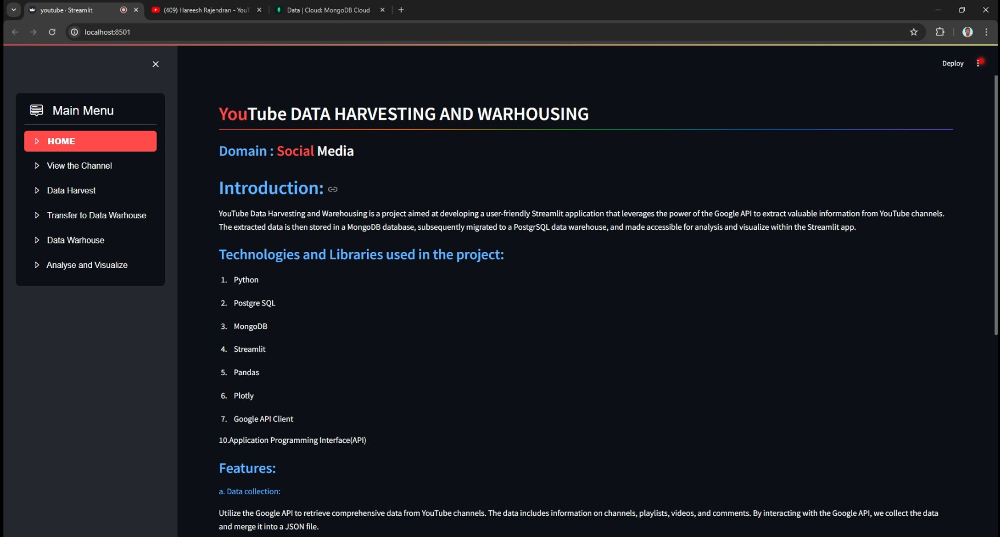 youtube · Streamlit
(409) Hareesh Rajendran - YouT
Data | Cloud: MongoDB Cloud
localhost:8501
Deploy
Main Menu
HOME
View the Channel
Data Harvest
Transfer to Data Warhouse
Data Warhouse
Analyse and Visualize
YouTube DATA HARVESTING AND WARHOUSING
Domain : Social Media
Introduction:
YouTube Data Harvesting and Warehousing is a project aimed at developing a user-friendly Streamlit application that leverages the power of the Google API to extract valuable information from YouTube channels.
The extracted data is then stored in a MongoDB database, subsequently migrated to a PostgrSQL data warehouse, and made accessible for analysis and visualize within the Streamlit app.
Technologies and Libraries used in the project:
1. Python
2. Postgre SQL
3. MongoDB
4. Streamlit
5. Pandas
6. Plotly
7. Google API Client
10.Application Programming Interface(API)
Features:
a. Data collection:
Utilize the Google API to retrieve comprehensive data from YouTube channels. The data includes information on channels, playlists, videos, and comments. By interacting with the Google API, we collect the data
and merge it into a JSON file.